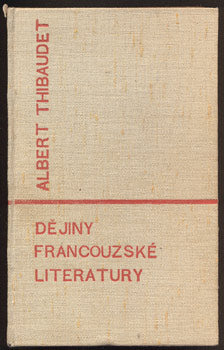 ALBERT THIBAUDET
DĚJINY
FRANCOUZSKÉ
LITERATURY